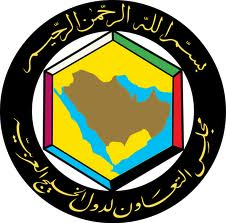 بسم الله الرحمن الرحيم
مجلس التعاون لدول الخليج العربية